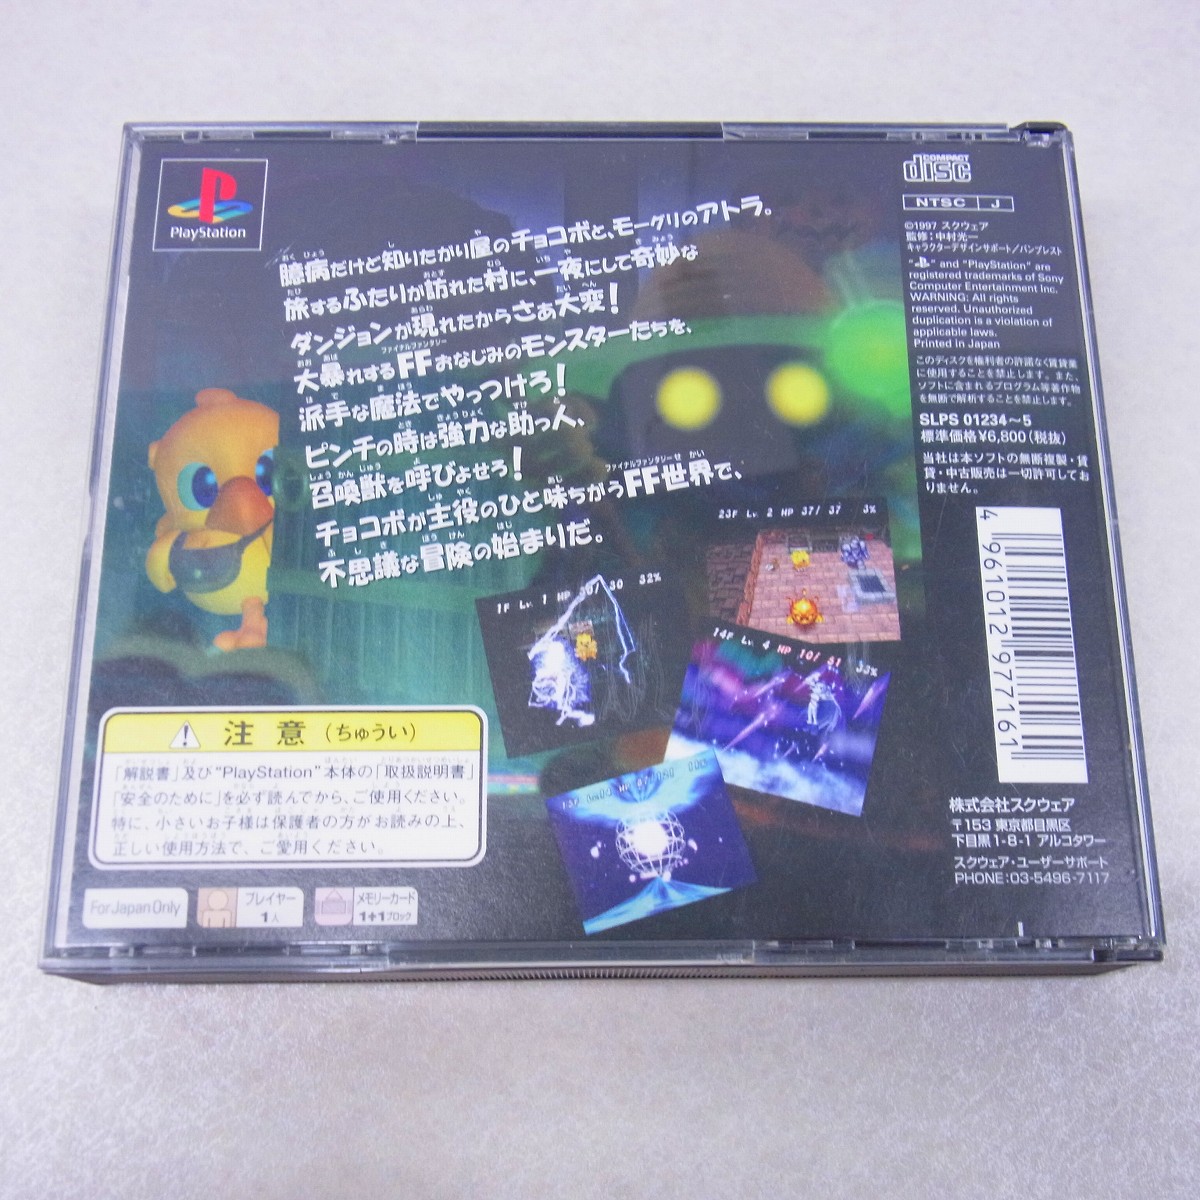 PlayStation
臆病だけど知りたがり屋のチョコボと、モーグリのアトラ。
旅するふたりが訪れた村に、一夜にして奇妙な
ダンジョンが現れたからさぁ大変!
大暴れするFFおなじみのモンスターたちを、
派手な魔法でやっつけろ!
ピンチの時は強力な助っ人、
召喚獣を呼びよせろ!
チョコボが主役のひと味ちがうFF世界で、
不思議な冒険の始まりだ。
COMPACT
disc
NTSC J
©1997 スクウェア
監修:中村光一
キャラクターデザインサポート/バンプレスト
"PS" and "PlayStation" are
registered trademarks of Sony
Computer Entertainment Inc.
WARNING: All rights
reserved. Unauthorized
duplication is a violation of
applicable laws.
Printed in Japan
このディスクを権利者の許諾なく賃貸業
に使用することを禁止します。また、
ソフトに含まれるプログラム等著作物
を無断で解析することを禁止します。
SLPS 01234~5
標準価格¥6,800(税抜)
当社は本ソフトの無断複製・賃
貸・中古販売は一切許可してお
りません。
4 961012 977161
23F Lv 2 HP 37/ 37 3%
1F Lv 1 HP 30/ 30 32%
14F Lv 4 HP 10/ 61 33%
注意(ちゅうい)
「解説書」及び"PlayStation"本体の「取扱説明書」
「安全のために」を必ず読んでから、ご使用ください。
特に、小さいお子様は保護者の方がお読みの上、
正しい使用方法で、ご愛用ください。
For Japan Only
プレイヤー
1人
メモリーカード
1+1ブロック
株式会社スクウェア
〒153 東京都目黒区
下目黒1-8-1 アルコタワー
スクウェア・ユーザーサポート
PHONE:03-5496-7117